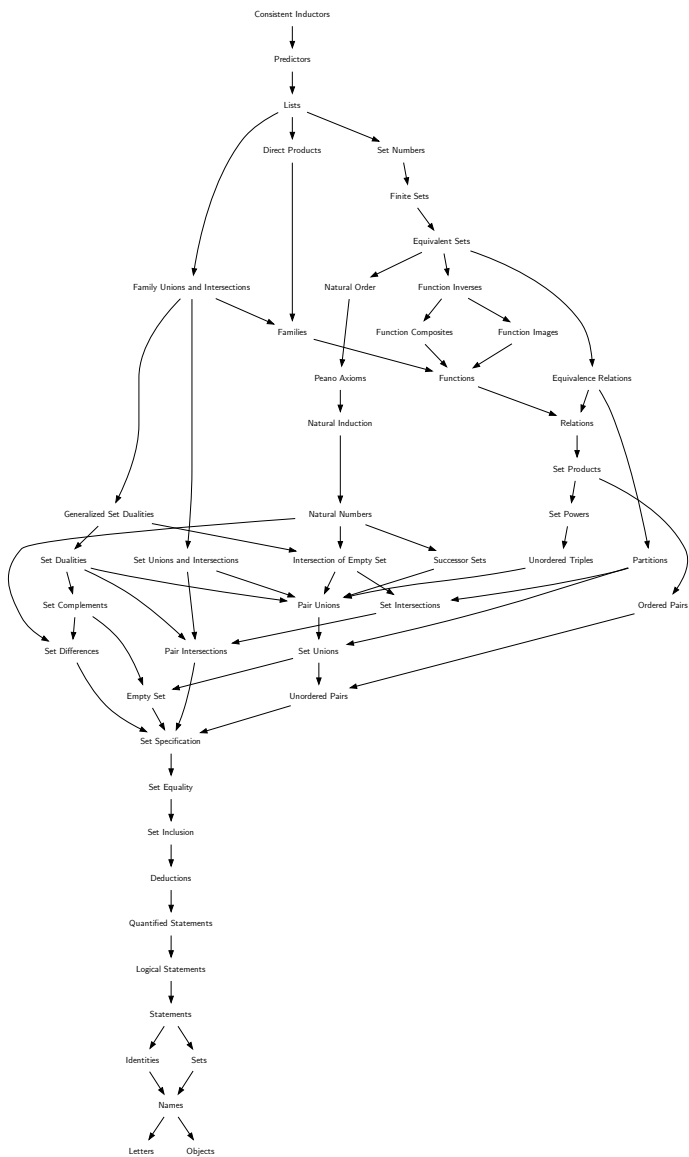 Consistent Inductors
Predictors
Lists
Direct Products
Set Numbers
Finite Sets
Equivalent Sets
Family Unions and Intersections
Natural Order
Function Inverses
Families
Function Composites
Function Images
Peano Axioms
Functions
Equivalence Relations
Natural Induction
Relations
Set Products
Generalized Set Dualities
Natural Numbers
Set Powers
Set Dualities
Set Unions and Intersections
Intersection of Empty Set
Successor Sets
Unordered Triples
Partitions
Set Complements
Pair Unions
Set Intersections
Ordered Pairs
Set Differences
Pair Intersections
Set Unions
Empty Set
Unordered Pairs
Set Specification
Set Equality
Set Inclusion
Deductions
Quantified Statements
Logical Statements
Statements
Identities
Sets
Names
Letters
Objects